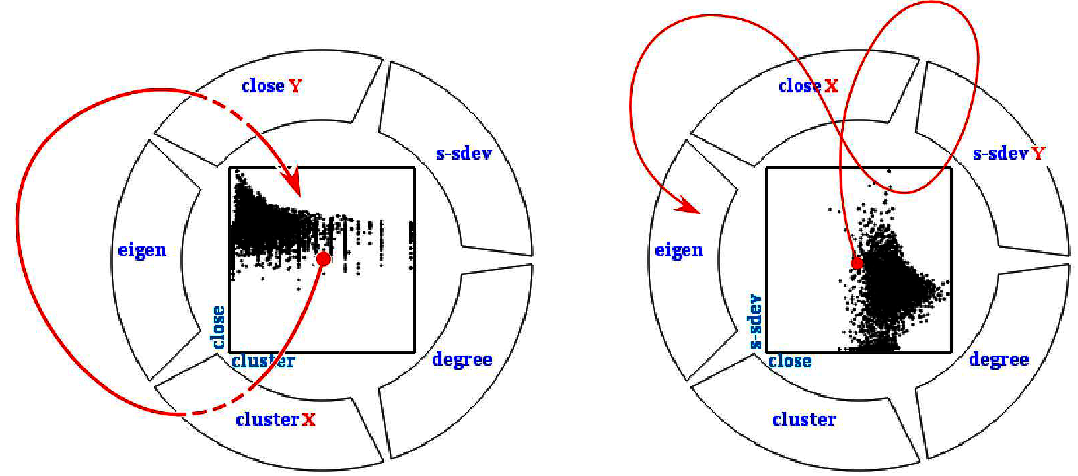 close Y
s-sdev
eigen
close
cluster
degree
cluster X
close X
s-sdev Y
eigen
s-sdev
close
degree
cluster